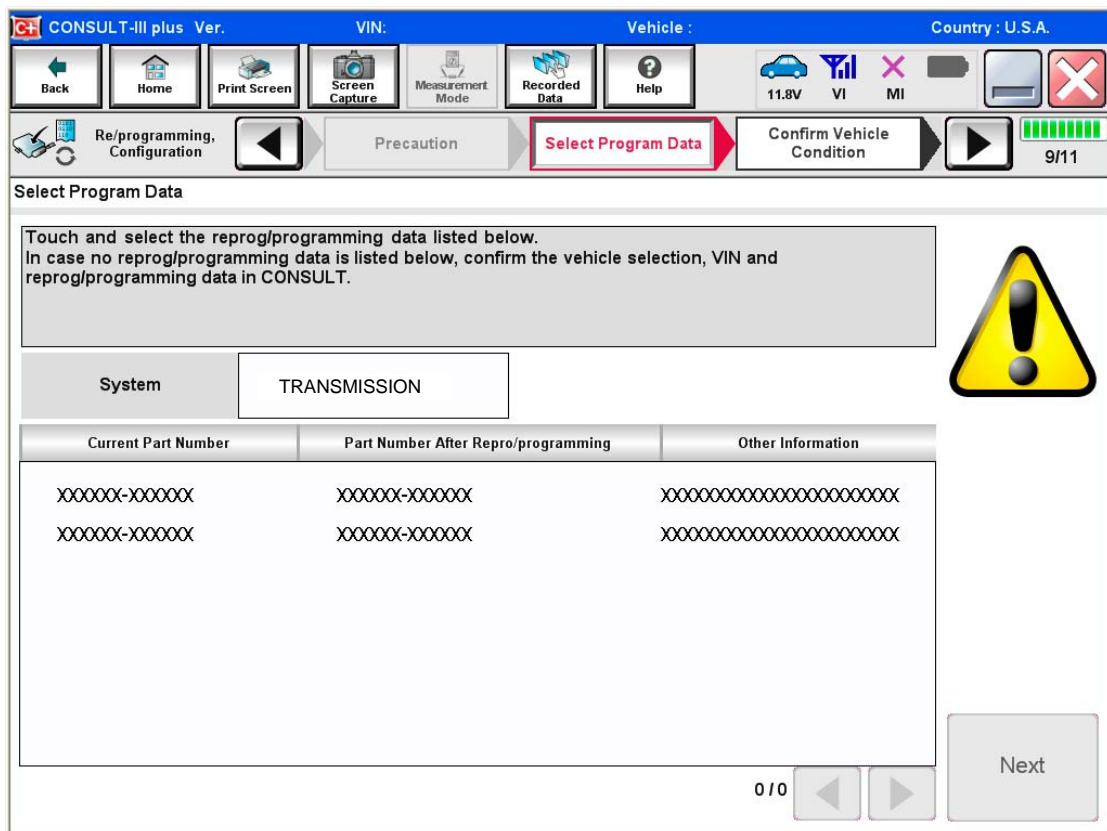 C+ CONSULT-III plus Ver. VIN: Vehicle : Country : U.S.A.
Back
Home
Print Screen
Screen
Capture
Measurement
Mode
Recorded
Data
Help
11.8V
VI
MI
Re/programming,
Configuration
Precaution
Select Program Data
Confirm Vehicle
Condition
9/11
Select Program Data
Touch and select the reprog/programming data listed below.
In case no reprog/programming data is listed below, confirm the vehicle selection, VIN and
reprog/programming data in CONSULT.
System
TRANSMISSION
Current Part Number Part Number After Repro/programming Other Information
XXXXXX-XXXXXX XXXXXX-XXXXXX XXXXXXXXXXXXXXXXXXXXXX
XXXXXX-XXXXXX XXXXXX-XXXXXX XXXXXXXXXXXXXXXXXXXXXX
0/0
Next